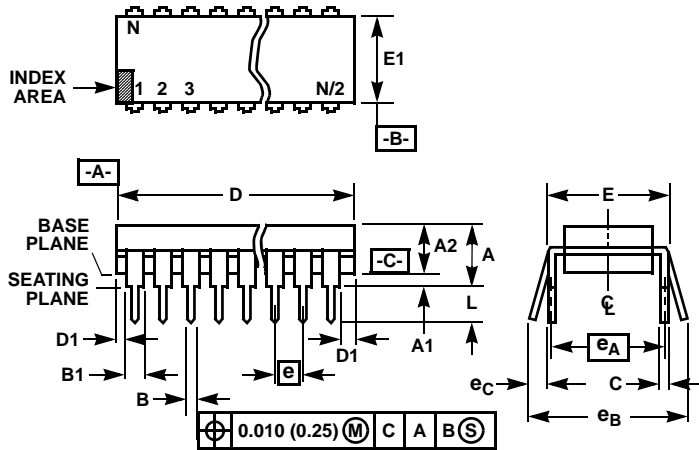 N
E1
INDEX
AREA
1 2 3 N/2
-B-
-A-
D
E
BASE
PLANE
A2
A
-C-
SEATING
PLANE
L
C
L
D1
A1
D1
eA
B1
e
eC
C
B
eB
0.010 (0.25) M C A B S